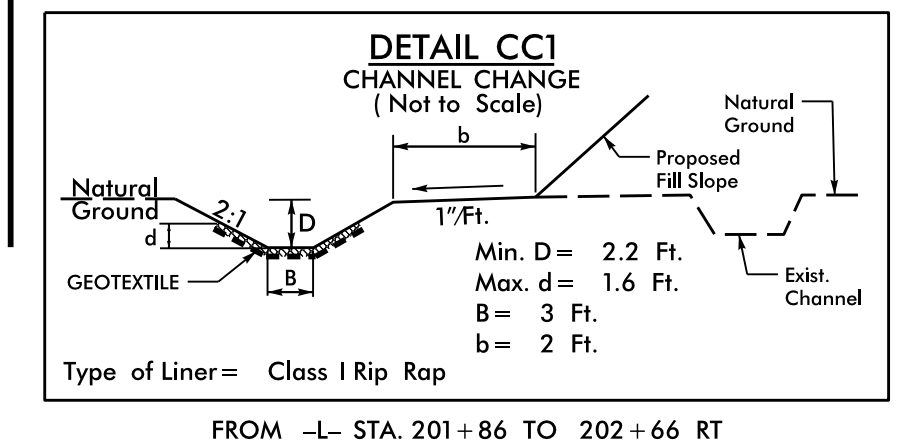 DETAIL CC1
CHANNEL CHANGE
( Not to Scale)
Natural
Ground
b
Proposed
Fill Slope
Natural
Ground
2:1
D
1"/Ft.
d
B
GEOTEXTILE
Min. D = 2.2 Ft.
Max. d = 1.6 Ft.
B = 3 Ft.
b = 2 Ft.
Exist.
Channel
Type of Liner = Class I Rip Rap
FROM -L- STA. 201+86 TO 202+66 RT